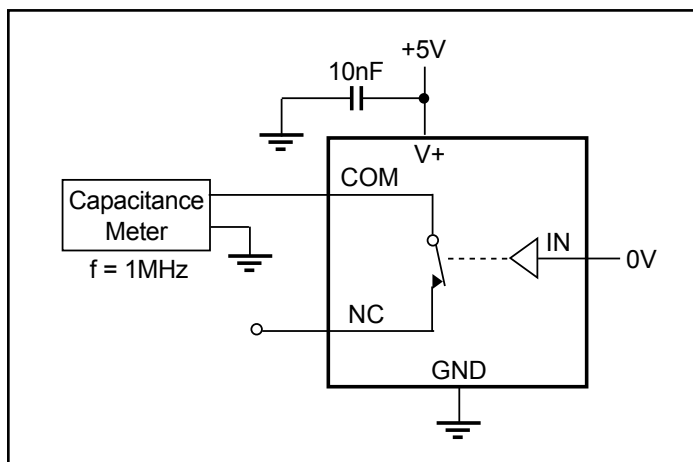 +5V
10nF
V+
COM
Capacitance
Meter
IN
0V
f = 1MHz
NC
GND